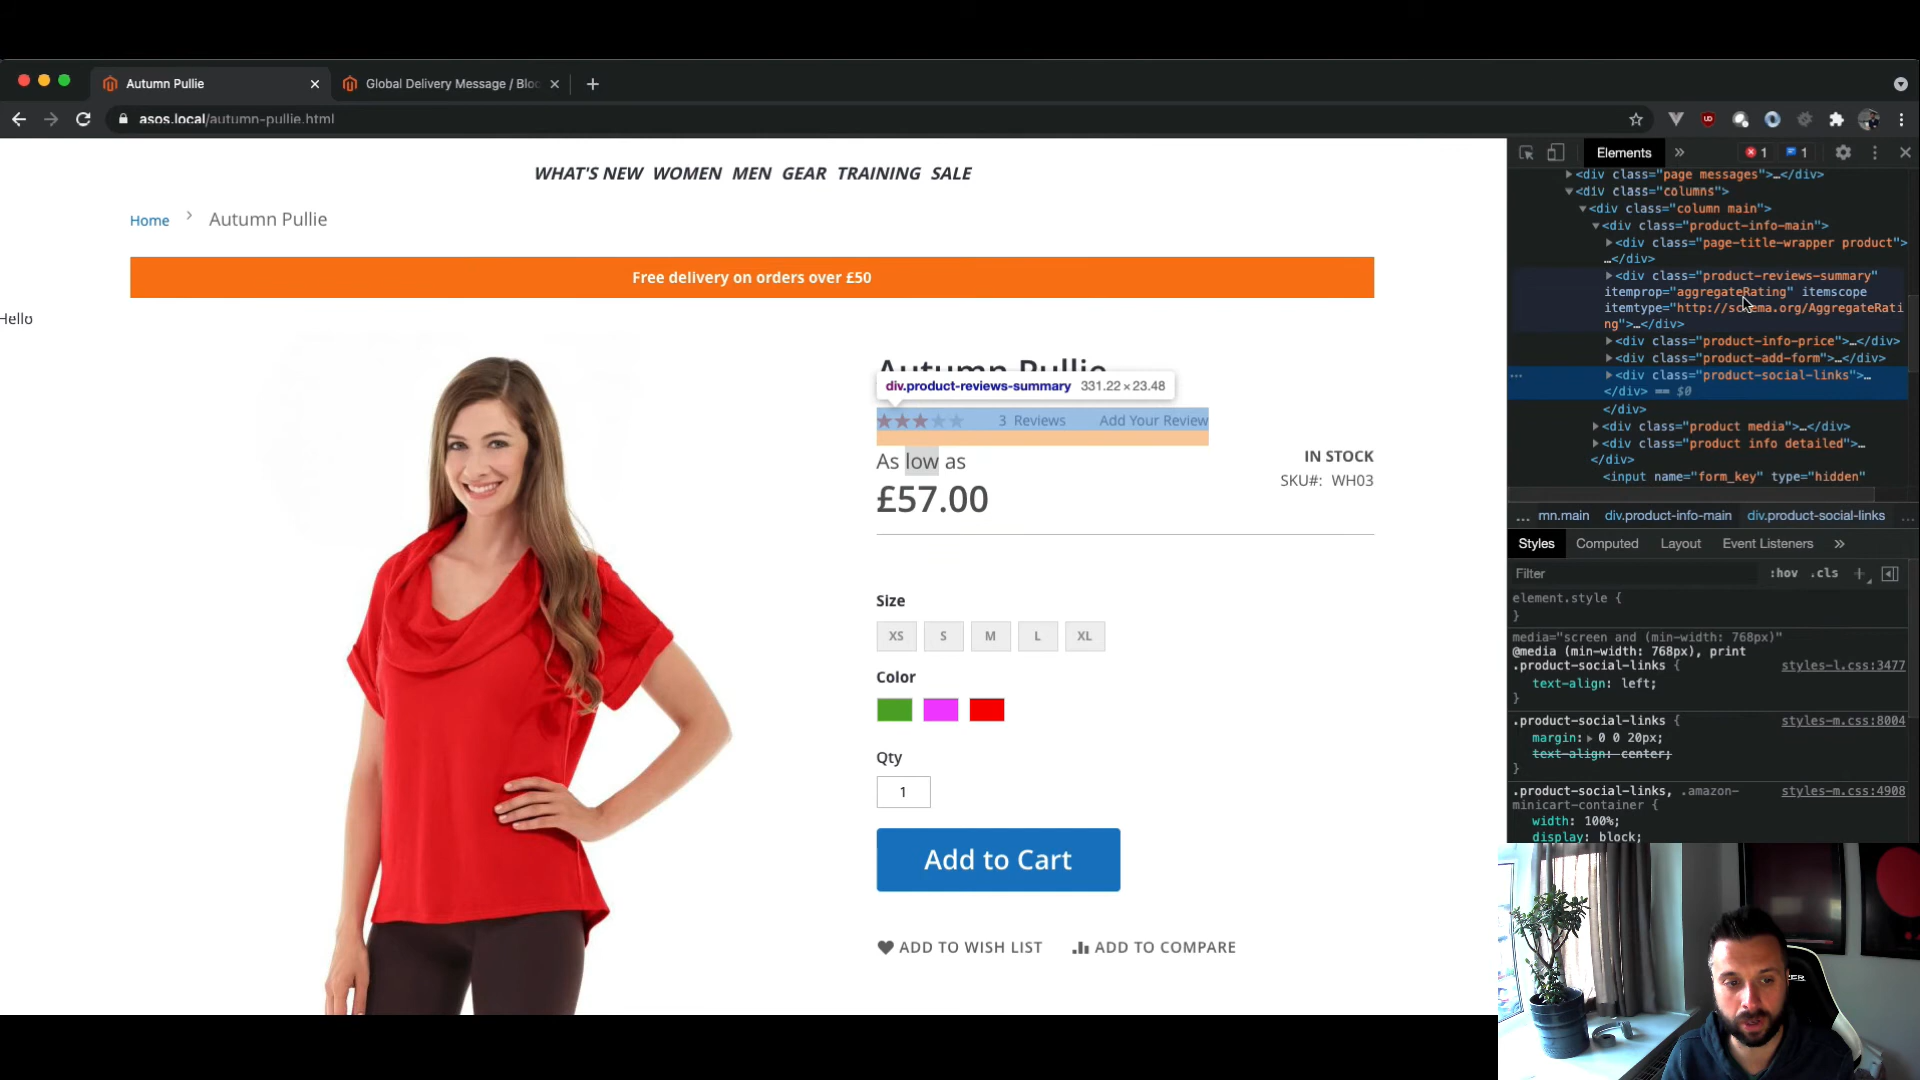 Autumn Pullie
Global Delivery Message / Bloc
asos.local/autumn-pullie.html
WHAT'S NEW WOMEN MEN GEAR TRAINING SALE
Home > Autumn Pullie
Free delivery on orders over £50
Hello
Autumn Pullie
div.product-reviews-summary 331.22 × 23.48
3 Reviews Add Your Review
As low as
£57.00
IN STOCK
SKU#: WH03
Size
XS S M L XL
Color
Qty
1
Add to Cart
ADD TO WISH LIST ADD TO COMPARE
Elements » 1 1
<div class="page messages">…</div>
<div class="columns">
<div class="column main">
<div class="product-info-main">
<div class="page-title-wrapper product">
…</div>
<div class="product-reviews-summary"
itemprop="aggregateRating" itemscope
itemtype="http://schema.org/AggregateRati
ng">…</div>
<div class="product-info-price">…</div>
<div class="product-add-form">…</div>
<div class="product-social-links">…
</div> == $0
</div>
<div class="product media">…</div>
<div class="product info detailed">…
</div>
<input name="form_key" type="hidden"
… mn.main div.product-info-main div.product-social-links …
Styles Computed Layout Event Listeners »
Filter :hov .cls +
element.style {
}
media="screen and (min-width: 768px)"
@media (min-width: 768px), print
.product-social-links { styles-l.css:3477
text-align: left;
}
.product-social-links { styles-m.css:8004
margin: 0 0 20px;
text-align: center;
}
.product-social-links, .amazon- styles-m.css:4908
minicart-container {
width: 100%;
display: block;